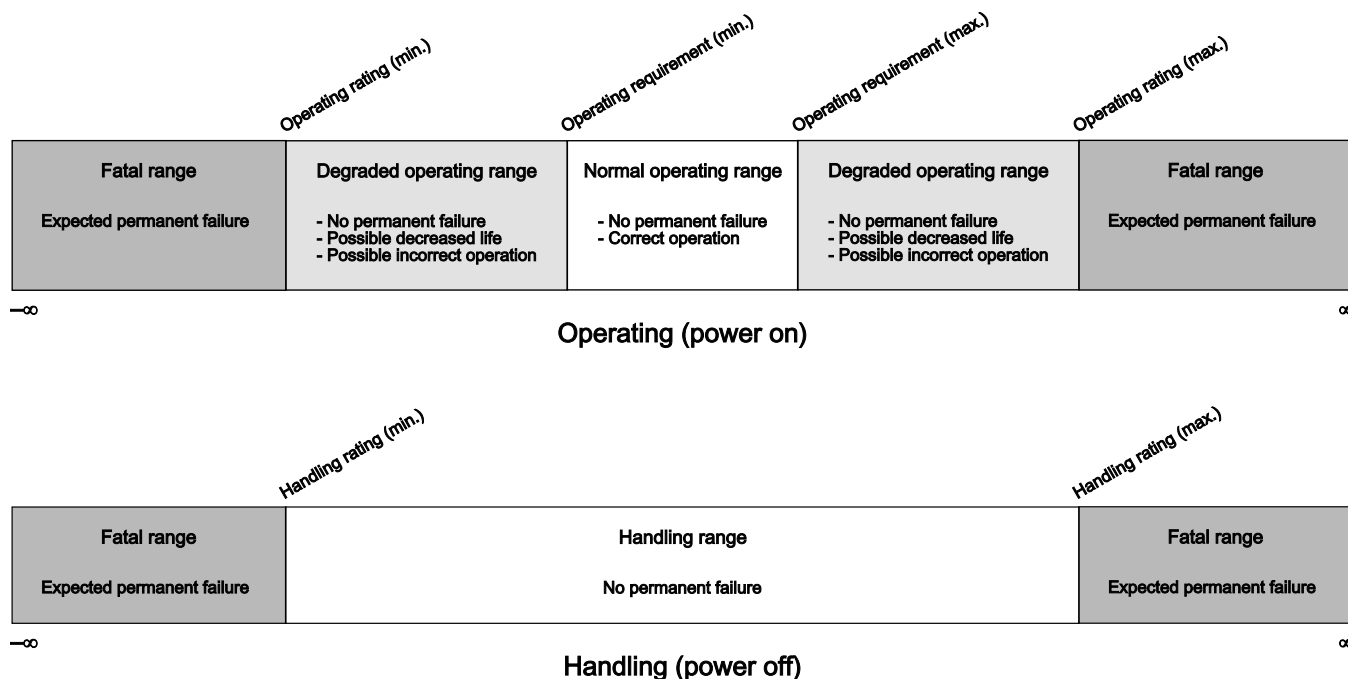 Operating rating (min.)
Operating requirement (min.)
Operating requirement (max.)
Operating rating (max.)
Fatal range
Expected permanent failure
Degraded operating range
- No permanent failure
- Possible decreased life
- Possible incorrect operation
Normal operating range
- No permanent failure
- Correct operation
Degraded operating range
- No permanent failure
- Possible decreased life
- Possible incorrect operation
Fatal range
Expected permanent failure
–∞
∞
Operating (power on)
Handling rating (min.)
Handling rating (max.)
Fatal range
Expected permanent failure
Handling range
No permanent failure
Fatal range
Expected permanent failure
–∞
∞
Handling (power off)